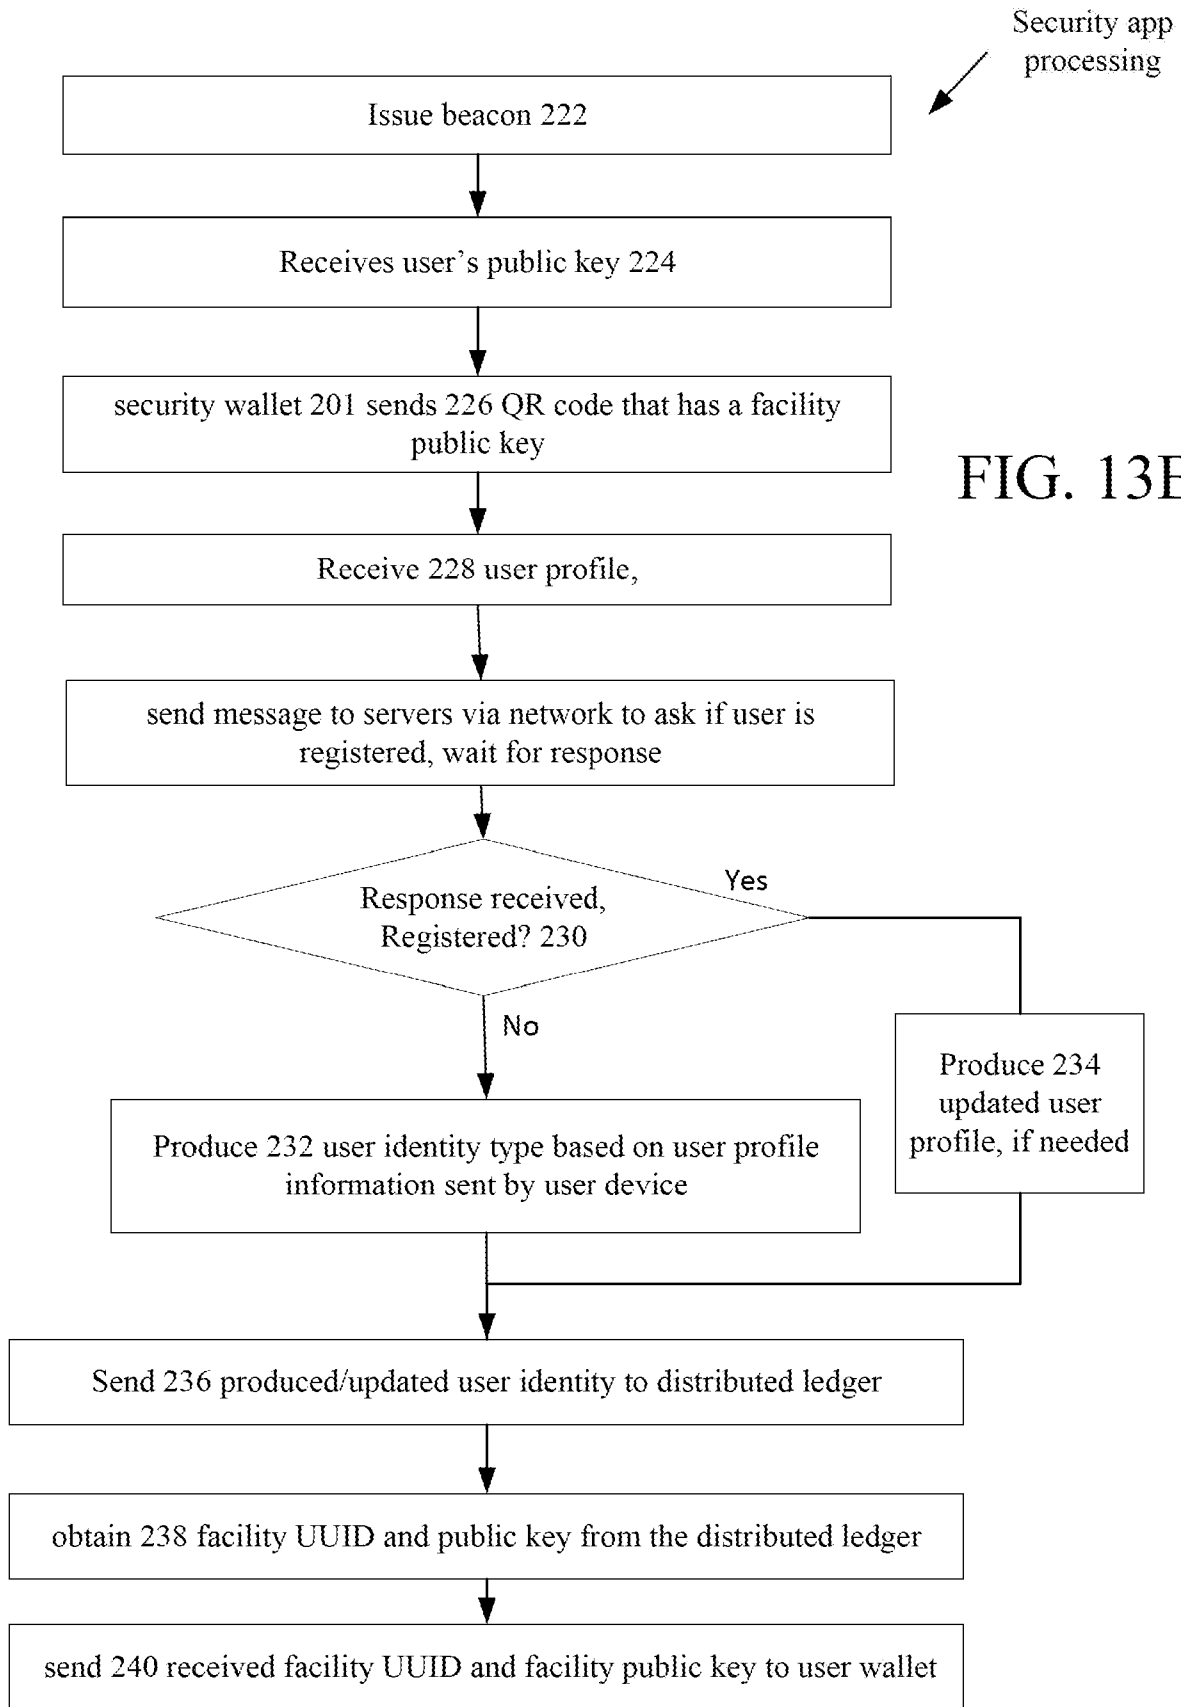 Security app
processing
Issue beacon 222
Receives user's public key 224
security wallet 201 sends 226 QR code that has a facility
public key
FIG. 13B
Receive 228 user profile,
send message to servers via network to ask if user is
registered, wait for response
Response received,
Registered? 230
Yes
No
Produce 234
updated user
profile, if needed
Produce 232 user identity type based on user profile
information sent by user device
Send 236 produced/updated user identity to distributed ledger
obtain 238 facility UUID and public key from the distributed ledger
send 240 received facility UUID and facility public key to user wallet